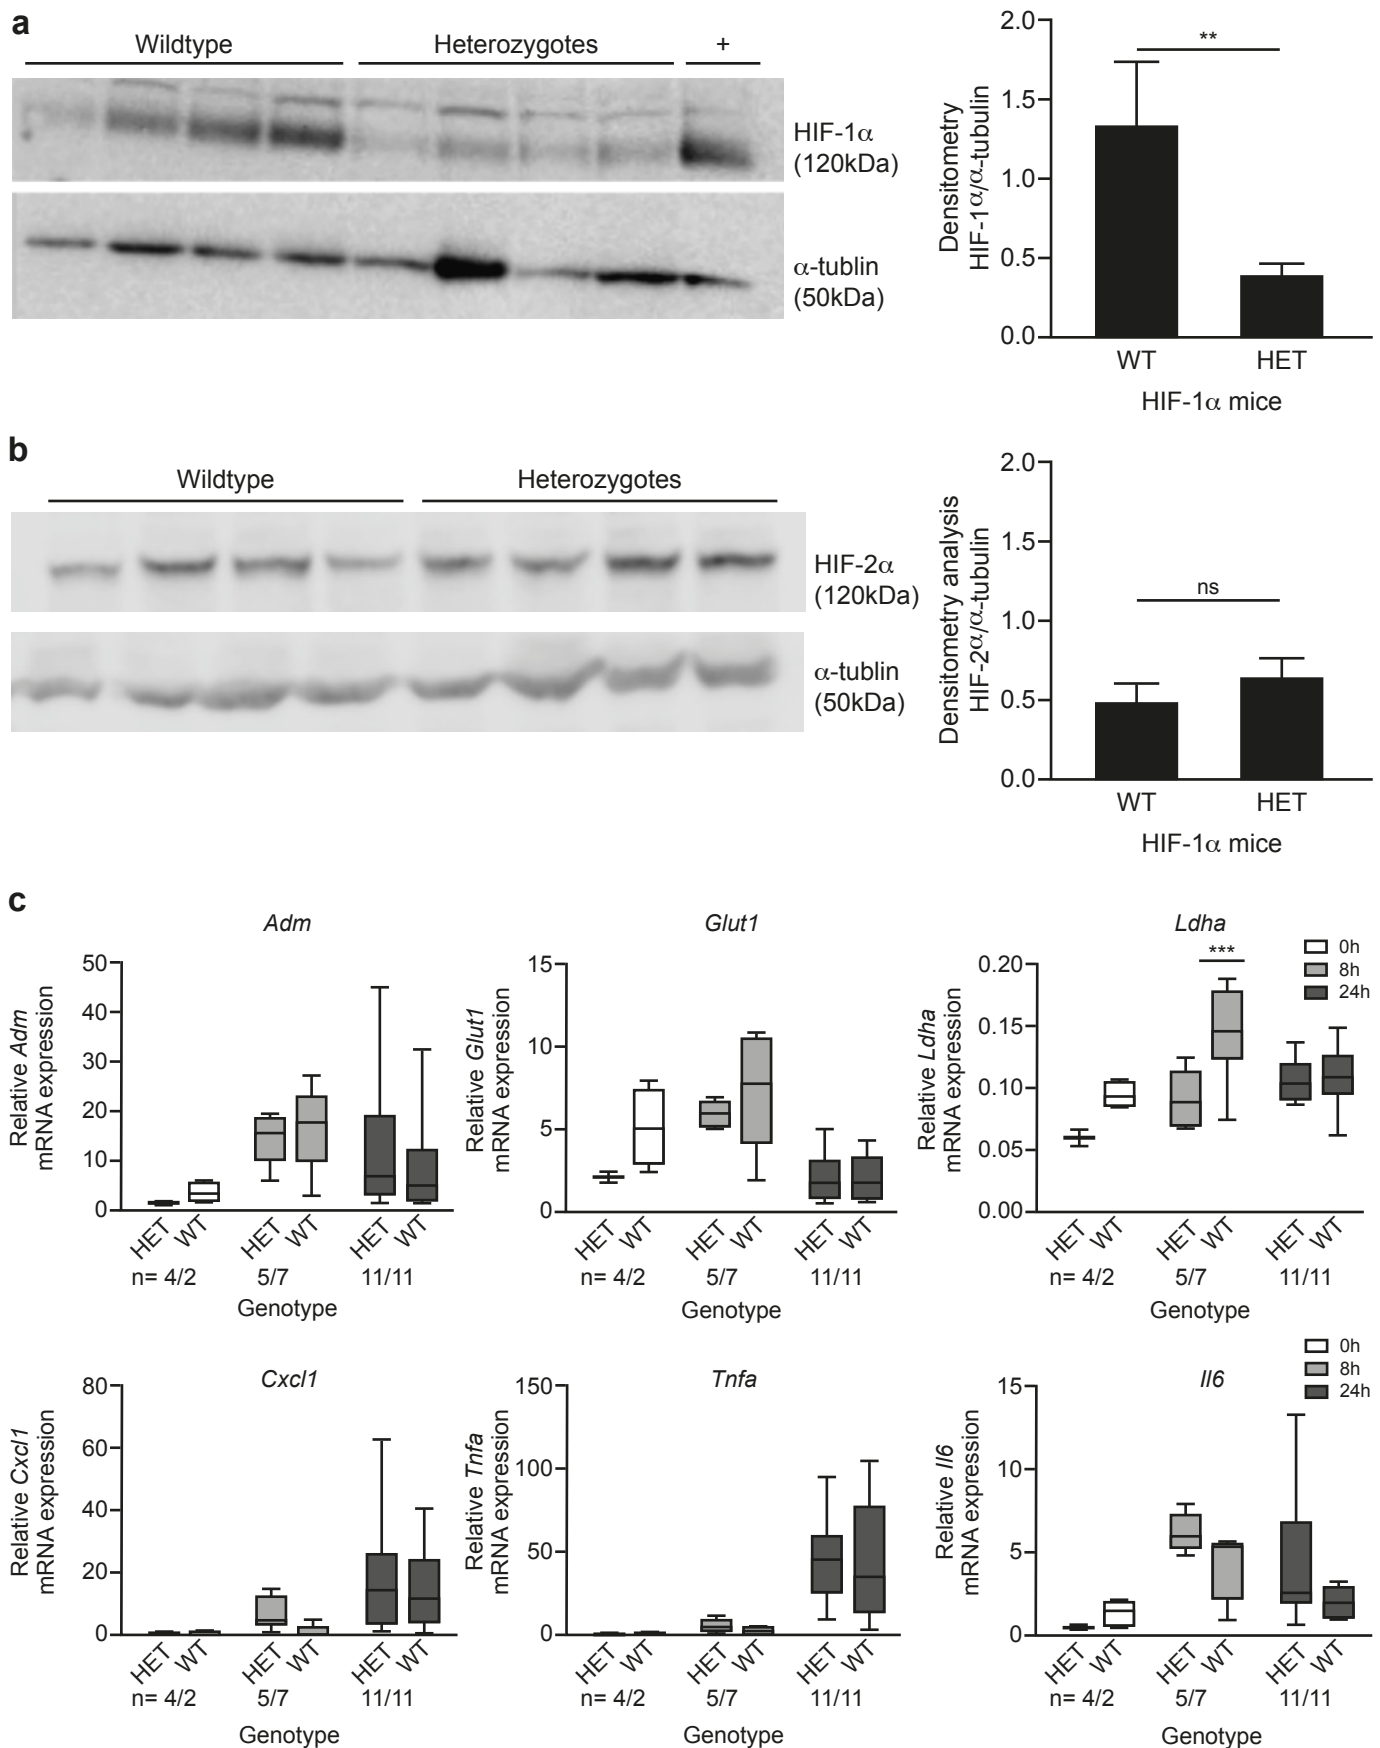 a
Wildtype
Heterozygotes
+
HIF-1α
(120kDa)
α-tublin
(50kDa)
Densitometry
HIF-1α/α-tubulin
2.0
1.5
1.0
0.5
0.0
**
WT
HET
HIF-1α mice
b
Wildtype
Heterozygotes
HIF-2α
(120kDa)
α-tublin
(50kDa)
Densitometry analysis
HIF-2α/α-tubulin
2.0
1.5
1.0
0.5
0.0
ns
WT
HET
HIF-1α mice
c
Adm
Relative Adm
mRNA expression
50
40
30
20
10
0
HET WT HET WT HET WT
n= 4/2 5/7 11/11
Genotype
Glut1
Relative Glut1
mRNA expression
15
10
5
0
HET WT HET WT HET WT
n= 4/2 5/7 11/11
Genotype
Ldha
Relative Ldha
mRNA expression
0.20
0.15
0.10
0.05
0.00
***
0h
8h
24h
HET WT HET WT HET WT
n= 4/2 5/7 11/11
Genotype
Cxcl1
Relative Cxcl1
mRNA expression
80
60
40
20
0
HET WT HET WT HET WT
n= 4/2 5/7 11/11
Genotype
Tnfa
Relative Tnfa
mRNA expression
150
100
50
0
HET WT HET WT HET WT
n= 4/2 5/7 11/11
Genotype
Il6
Relative Il6
mRNA expression
15
10
5
0
0h
8h
24h
HET WT HET WT HET WT
n= 4/2 5/7 11/11
Genotype